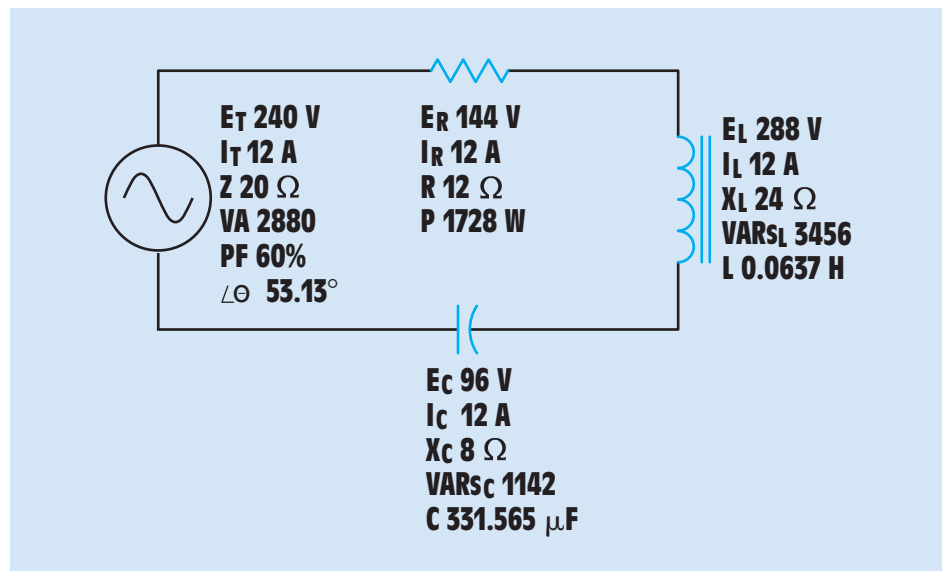 ET 240 V
IT 12 A
Z 20 Ω
VA 2880
PF 60%
∠Θ 53.13°
ER 144 V
IR 12 A
R 12 Ω
P 1728 W
EL 288 V
IL 12 A
XL 24 Ω
VARsL 3456
L 0.0637 H
EC 96 V
IC 12 A
XC 8 Ω
VARsC 1142
C 331.565 μF